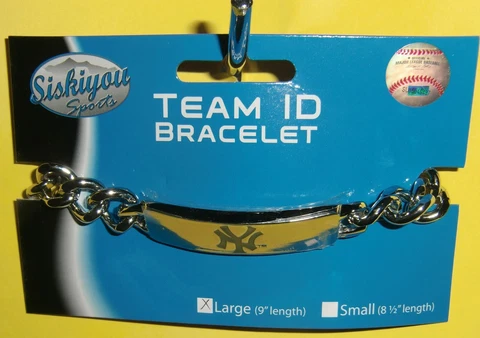 Siskiyou
Sports
TEAM ID
BRACELET
NY
X Large (9" length)
Small (8 ½" length)